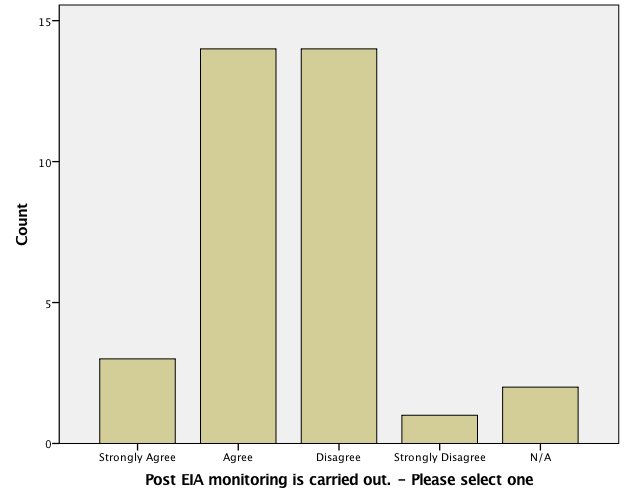 15
10
5
0
Count
Strongly Agree Agree Disagree Strongly Disagree N/A
Post EIA monitoring is carried out. - Please select one